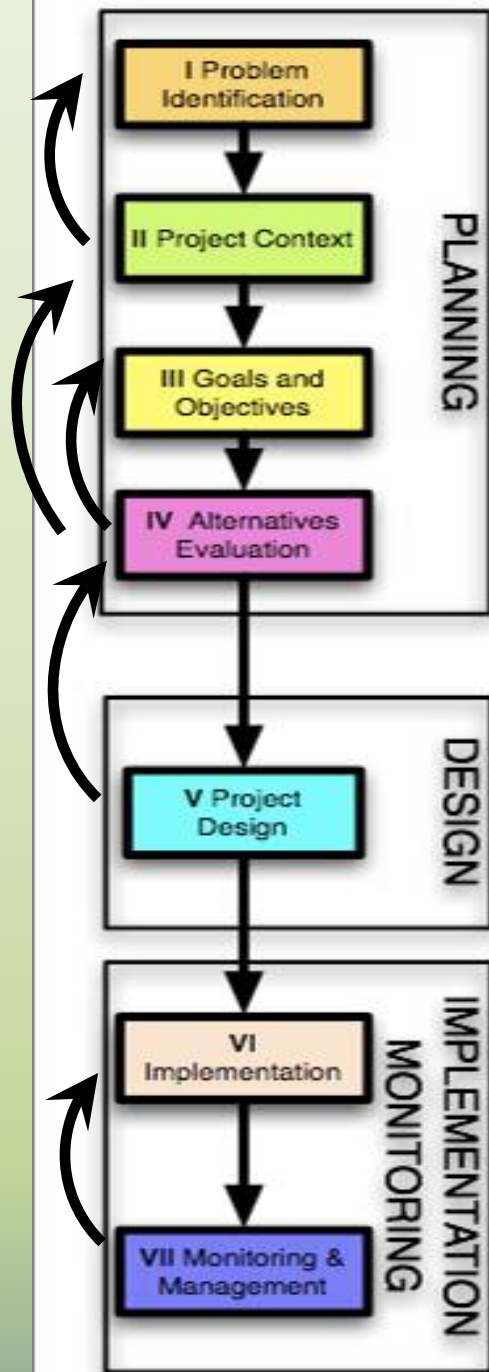 I Problem
Identification
II Project Context
III Goals and
Objectives
IV Alternatives
Evaluation
PLANNING
V Project
Design
DESIGN
VI
Implementation
VII Monitoring &
Management
IMPLEMENTATION
MONITORING